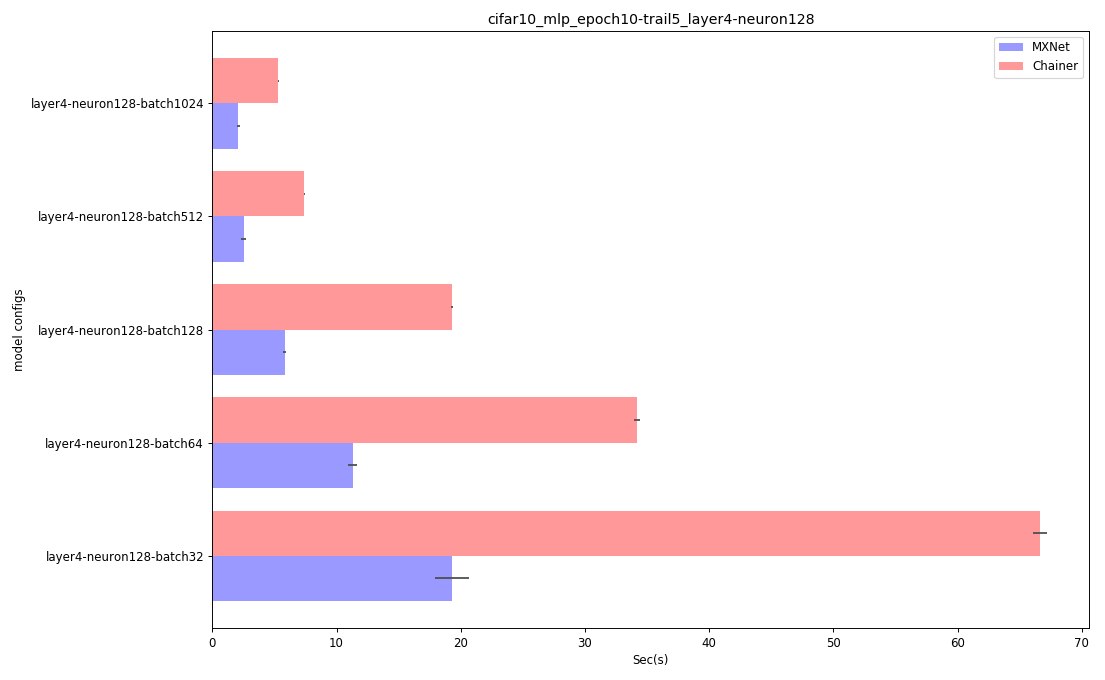 cifar10_mlp_epoch10-trail5_layer4-neuron128
MXNet
Chainer
layer4-neuron128-batch1024
layer4-neuron128-batch512
layer4-neuron128-batch128
layer4-neuron128-batch64
layer4-neuron128-batch32
model configs
0 10 20 30 40 50 60 70
Sec(s)